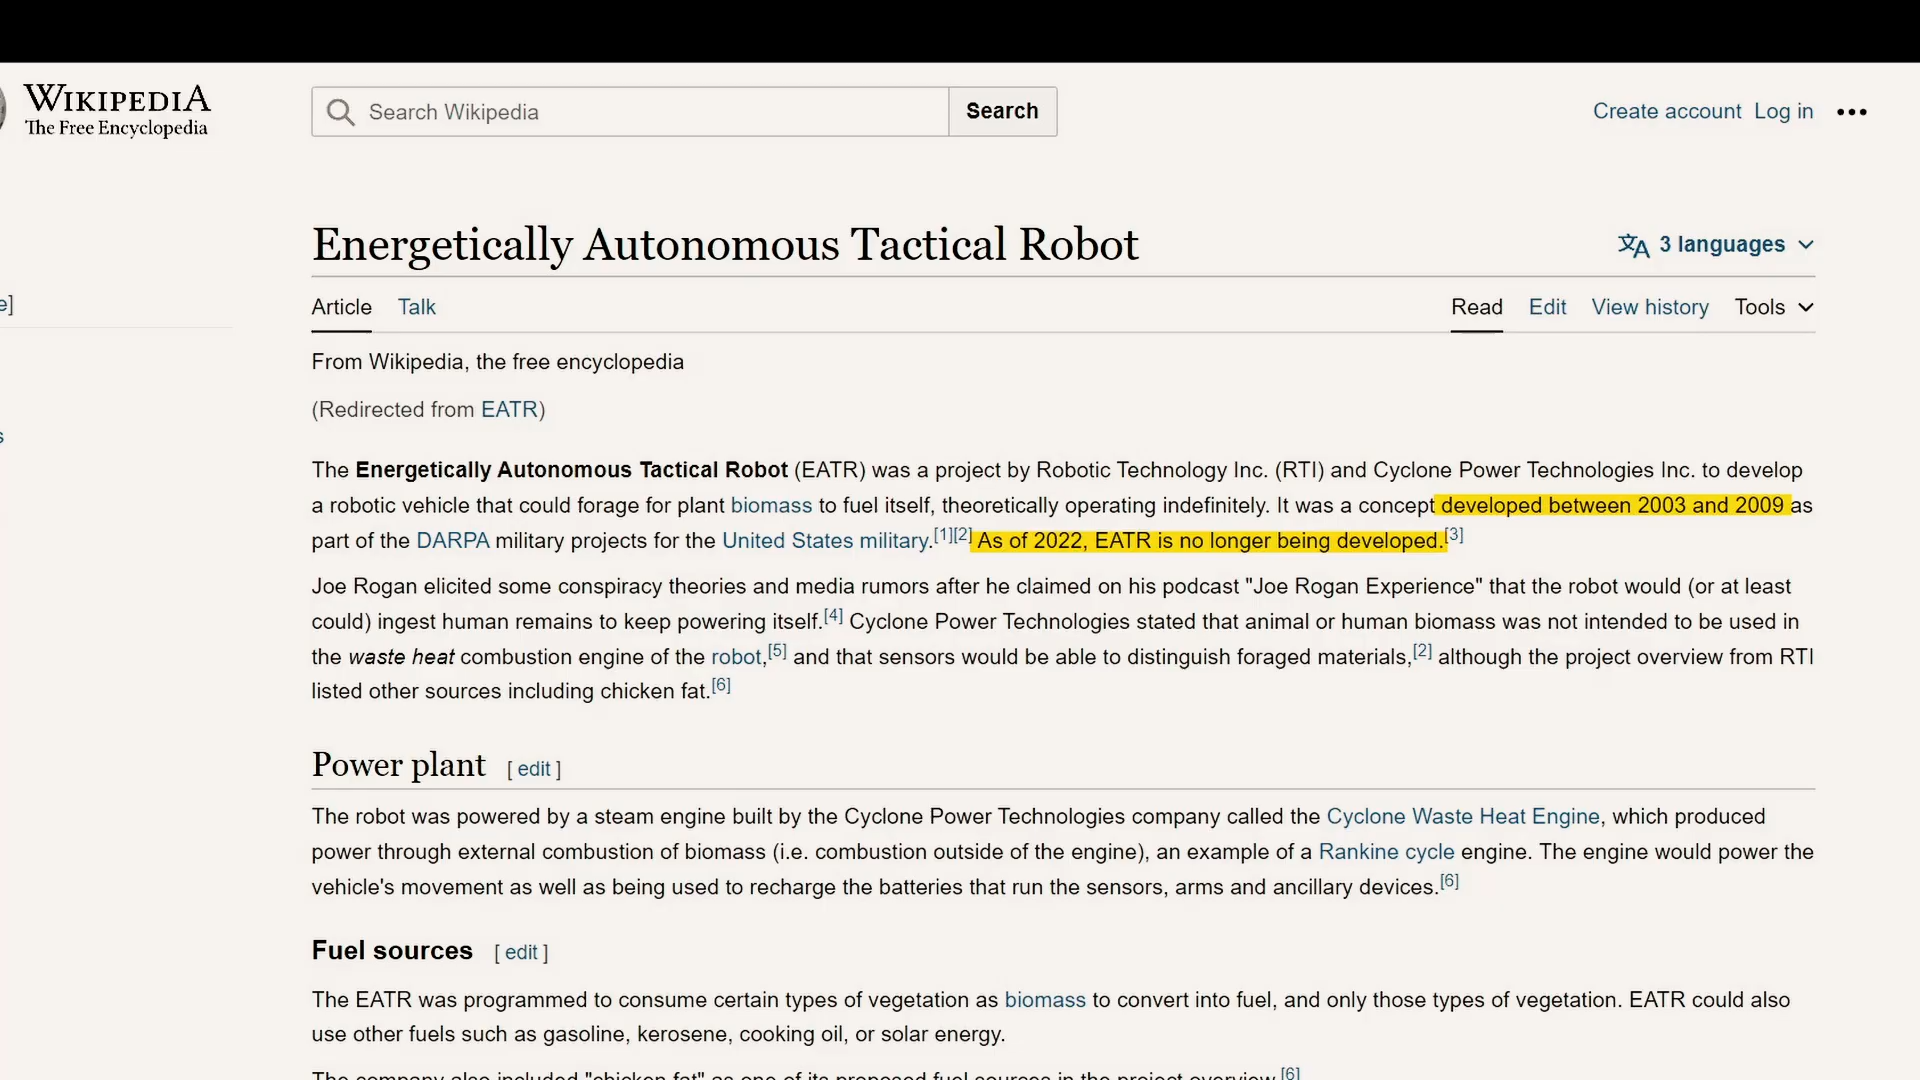 WIKIPEDIA
The Free Encyclopedia
Search Wikipedia
Search
Create account Log in
Energetically Autonomous Tactical Robot
3 languages
e]
Article Talk
Read Edit View history Tools
From Wikipedia, the free encyclopedia
(Redirected from EATR)
s
The Energetically Autonomous Tactical Robot (EATR) was a project by Robotic Technology Inc. (RTI) and Cyclone Power Technologies Inc. to develop
a robotic vehicle that could forage for plant biomass to fuel itself, theoretically operating indefinitely. It was a concept developed between 2003 and 2009 as
part of the DARPA military projects for the United States military.[1][2] As of 2022, EATR is no longer being developed.[3]
Joe Rogan elicited some conspiracy theories and media rumors after he claimed on his podcast "Joe Rogan Experience" that the robot would (or at least
could) ingest human remains to keep powering itself.[4] Cyclone Power Technologies stated that animal or human biomass was not intended to be used in
the waste heat combustion engine of the robot,[5] and that sensors would be able to distinguish foraged materials,[2] although the project overview from RTI
listed other sources including chicken fat.[6]
Power plant [ edit ]
The robot was powered by a steam engine built by the Cyclone Power Technologies company called the Cyclone Waste Heat Engine, which produced
power through external combustion of biomass (i.e. combustion outside of the engine), an example of a Rankine cycle engine. The engine would power the
vehicle's movement as well as being used to recharge the batteries that run the sensors, arms and ancillary devices.[6]
Fuel sources [ edit ]
The EATR was programmed to consume certain types of vegetation as biomass to convert into fuel, and only those types of vegetation. EATR could also
use other fuels such as gasoline, kerosene, cooking oil, or solar energy.
The company also included "chicken fat" as one of its proposed fuel sources in the project overview.[6]